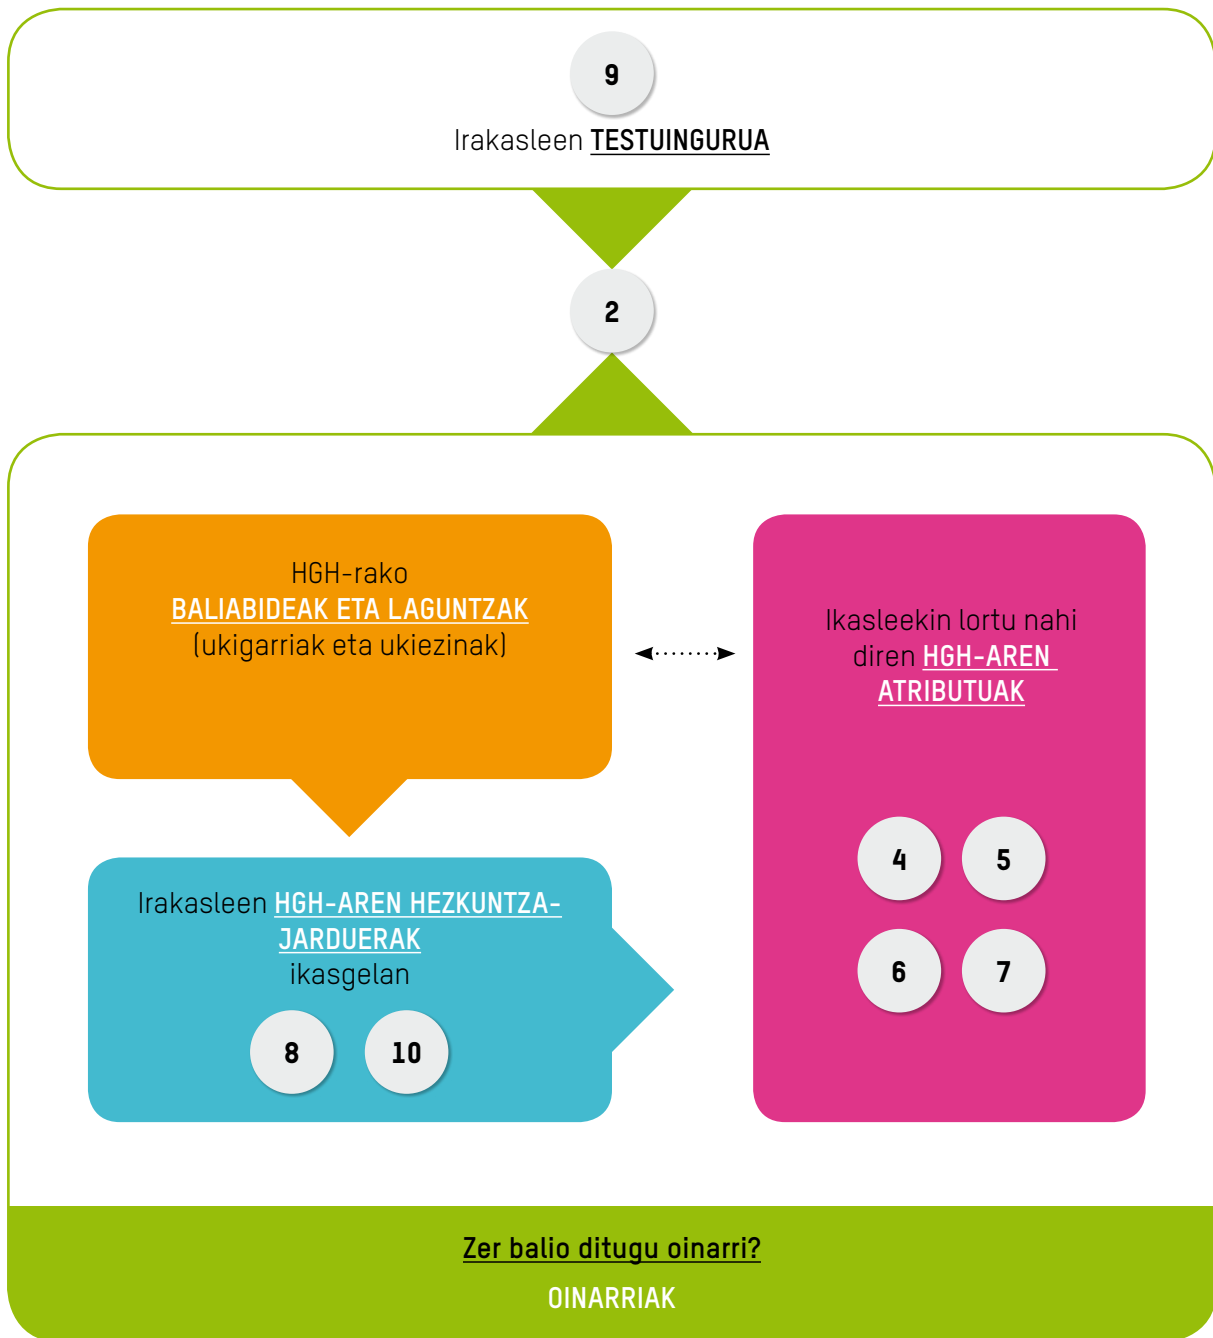 9
Irakasleen TESTUINGURUA
2
HGH-rako
BALIABIDEAK ETA LAGUNTZAK
(ukigarriak eta ukiezinak)
Ikasleekin lortu nahi
diren HGH-AREN
ATRIBUTUAK
4
5
6
7
Irakasleen HGH-AREN HEZKUNTZA-
JARDUERAK
ikasgelan
8
10
Zer balio ditugu oinarri?
OINARRIAK